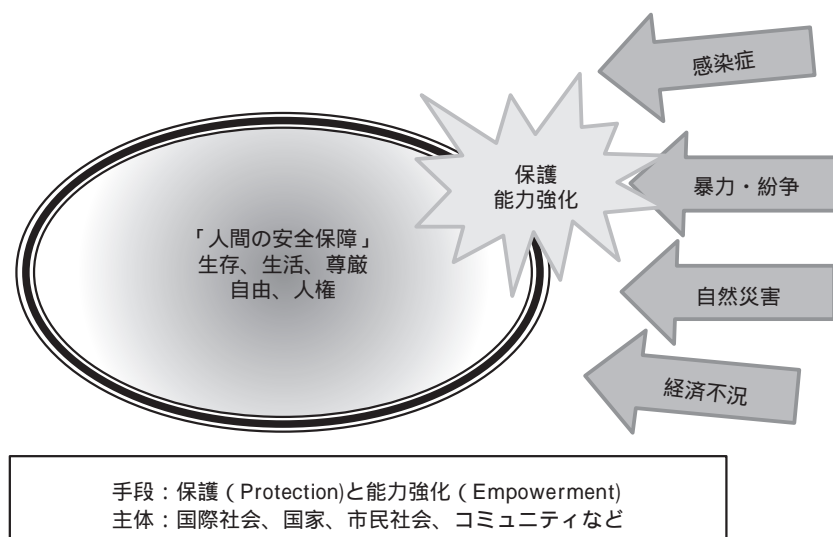 感染症
保護
能力強化
暴力・紛争
「人間の安全保障」
生存、生活、尊厳
自由、人権
自然災害
経済不況
手段：保護（Protection)と能力強化（Empowerment)
主体：国際社会、国家、市民社会、コミュニティなど